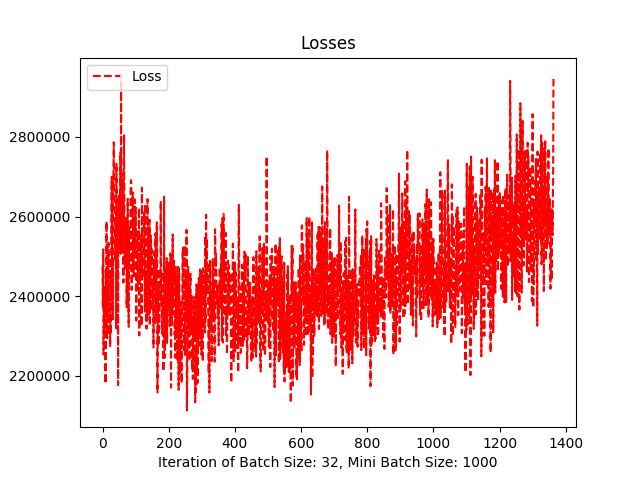 Losses
Loss
2800000
2600000
2400000
2200000
0 200 400 600 800 1000 1200 1400
Iteration of Batch Size: 32, Mini Batch Size: 1000